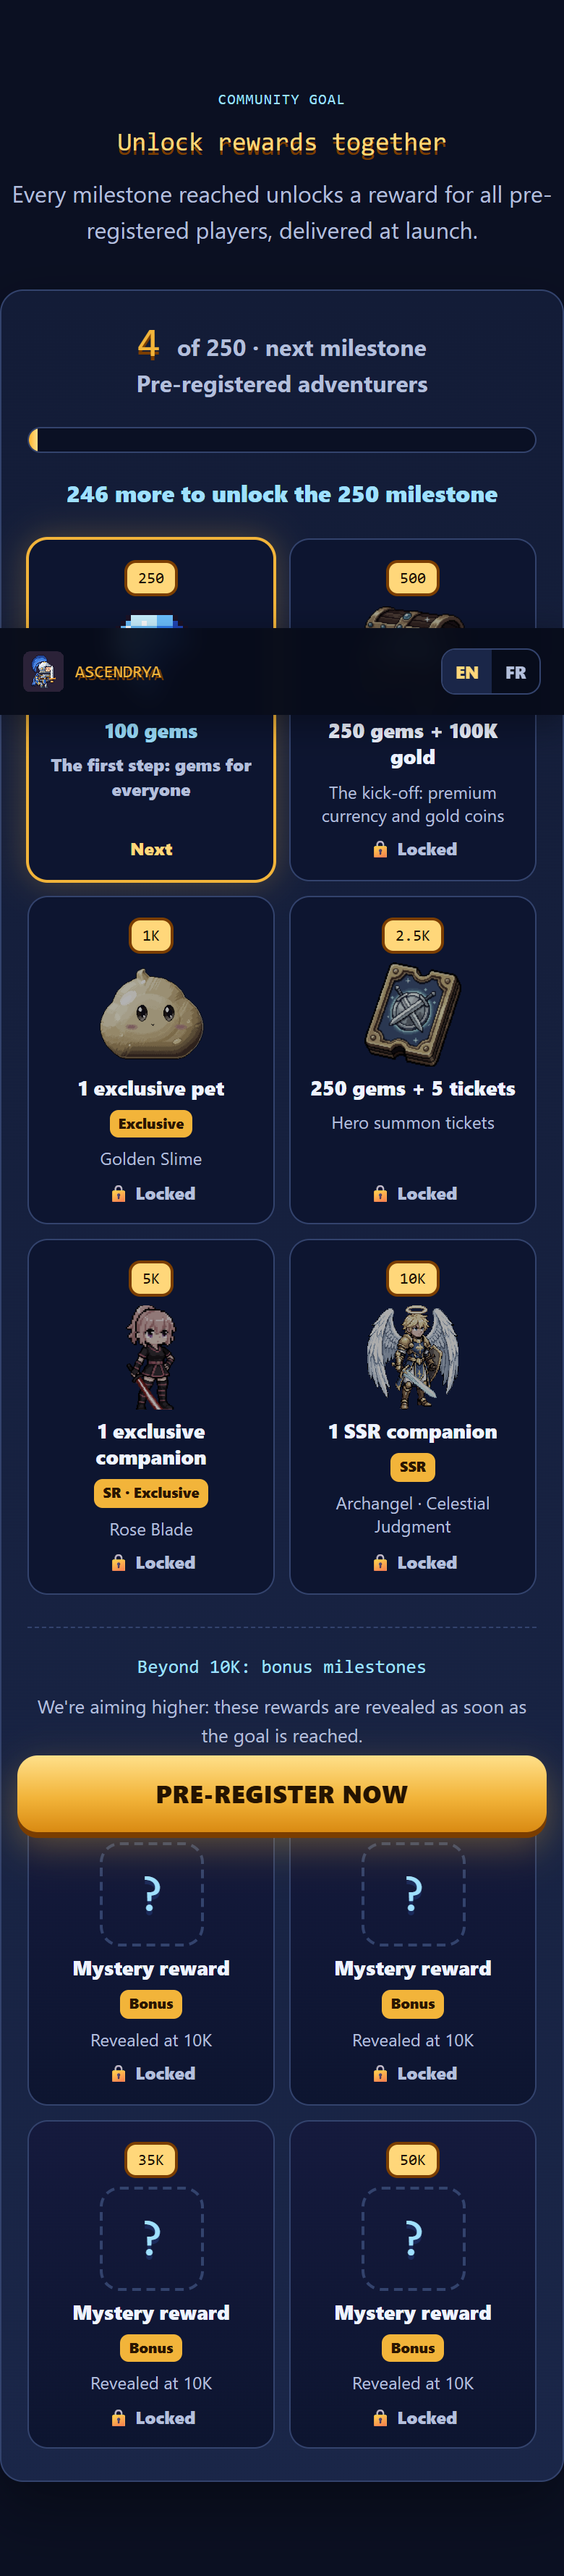 COMMUNITY GOAL
Unlock rewards together
Every milestone reached unlocks a reward for all pre-
registered players, delivered at launch.
4 of 250 · next milestone
Pre-registered adventurers
246 more to unlock the 250 milestone
250
500
ASCENDRYA
EN FR
100 gems
The first step: gems for
everyone
Next
250 gems + 100K
gold
The kick-off: premium
currency and gold coins
Locked
1K
1 exclusive pet
Exclusive
Golden Slime
Locked
2.5K
250 gems + 5 tickets
Hero summon tickets
Locked
5K
1 exclusive
companion
SR · Exclusive
Rose Blade
Locked
10K
1 SSR companion
SSR
Archangel · Celestial
Judgment
Locked
Beyond 10K: bonus milestones
We're aiming higher: these rewards are revealed as soon as
the goal is reached.
PRE-REGISTER NOW
?
Mystery reward
Bonus
Revealed at 10K
Locked
?
Mystery reward
Bonus
Revealed at 10K
Locked
35K
?
Mystery reward
Bonus
Revealed at 10K
Locked
50K
?
Mystery reward
Bonus
Revealed at 10K
Locked